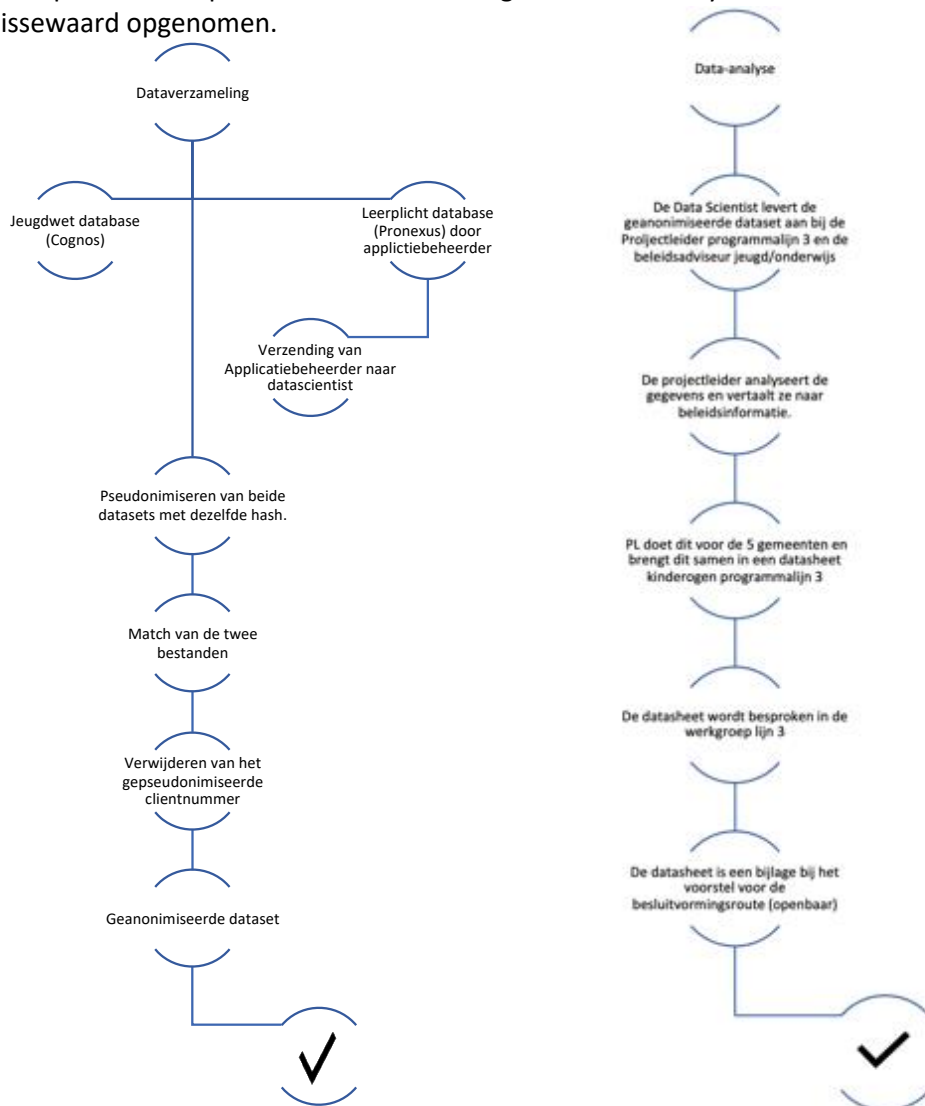 issewaard opgenomen.
Dataverzameling
Jeugdwet database
(Cognos)
Leerplicht database
(Pronexus) door
applictiebeheerder
Verzending van
Applicatiebeheerder naar
datascientist
Pseudonimiseren van beide
datasets met dezelfde hash.
Match van de twee
bestanden
Verwijderen van het
gepseudonimiseerde
clientnummer
Geanonimiseerde dataset
Data-analyse
De Data Scientist levert de
geanonimiseerde dataset aan bij de
Proljectleider programmalijn 3 en de
beleidsadviseur jeugd/onderwijs
De projectleider analyseert de
gegevens en vertaalt ze naar
beleidsinformatie.
PL doet dit voor de 5 gemeenten en
brengt dit samen in een datasheet
kinderogen programmalijn 3
De datasheet wordt besproken in de
werkgroep lijn 3
De datasheet is een bijlage bij het
voorstel voor de
besluitvormingsroute (openbaar)